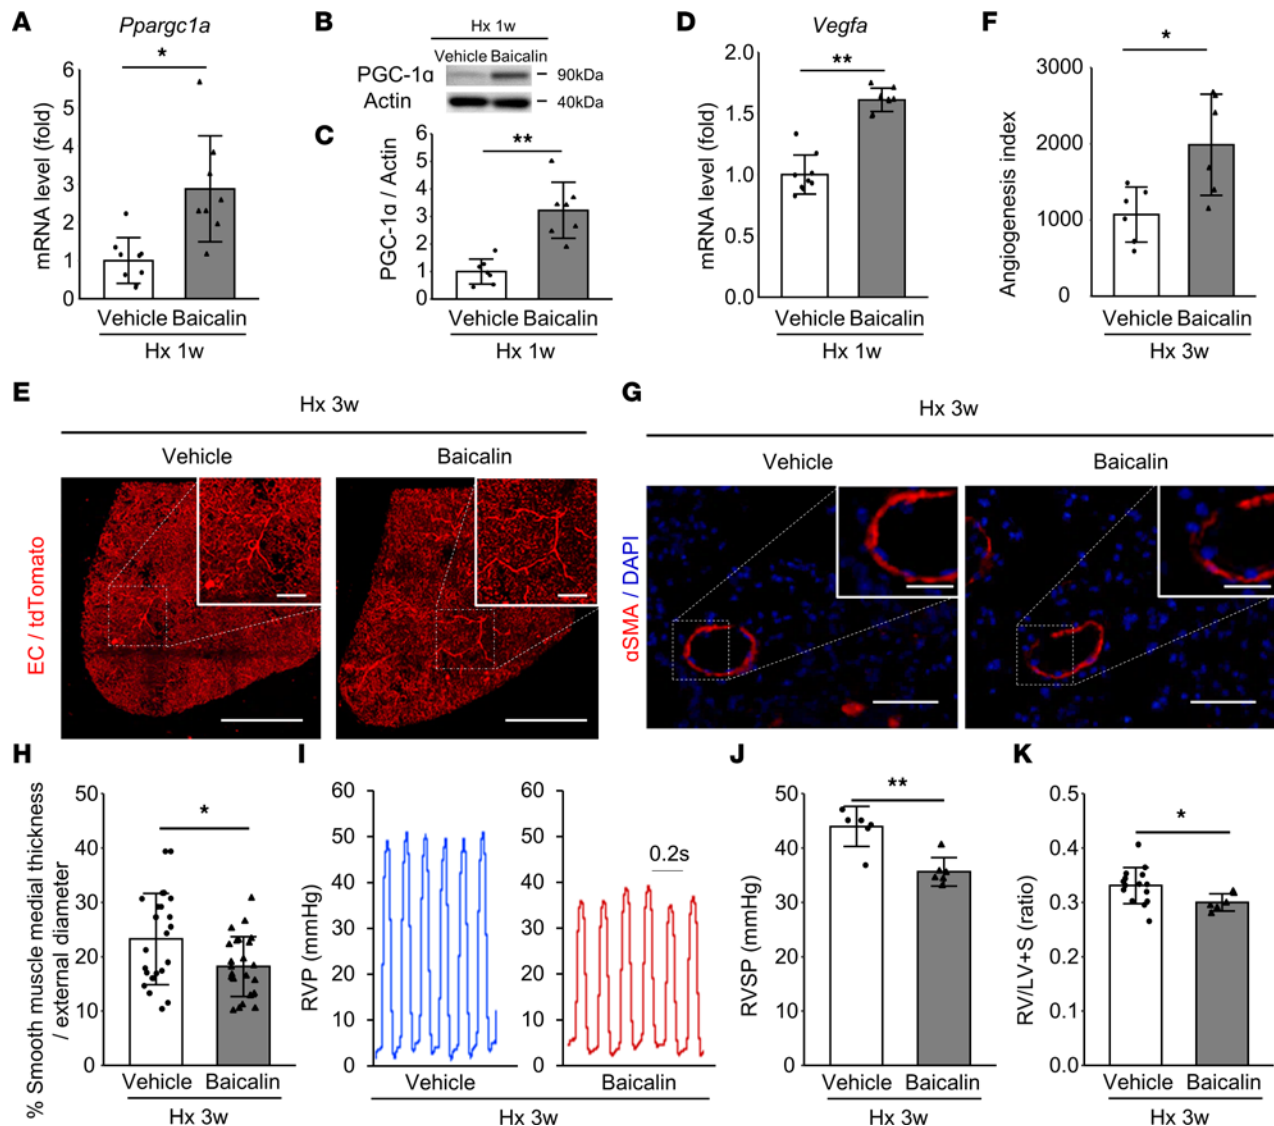 A
Ppargc1a
*
6
5
4
3
2
1
0
mRNA level (fold)
Vehicle Baicalin
Hx 1w
B
Hx 1w
Vehicle Baicalin
PGC-1α
90kDa
Actin
40kDa
C
**
6
5
4
3
2
1
0
PGC-1α / Actin
Vehicle Baicalin
Hx 1w
D
Vegfa
**
2.0
1.5
1.0
0.5
0.0
mRNA level (fold)
Vehicle Baicalin
Hx 1w
F
*
3000
2000
1000
0
Angiogenesis index
Vehicle Baicalin
Hx 3w
E
Hx 3w
Vehicle
Baicalin
EC / tdTomato
G
Hx 3w
Vehicle
Baicalin
αSMA / DAPI
H
*
50
40
30
20
10
0
% Smooth muscle medial thickness
/ external diameter
Vehicle Baicalin
Hx 3w
I
60
50
40
30
20
10
0
RVP (mmHg)
Vehicle
60
50
40
30
20
10
0
0.2s
Baicalin
Hx 3w
J
**
50
40
30
20
10
0
RVSP (mmHg)
Vehicle Baicalin
Hx 3w
K
*
0.5
0.4
0.3
0.2
0.1
0.0
RV/LV+S (ratio)
Vehicle Baicalin
Hx 3w